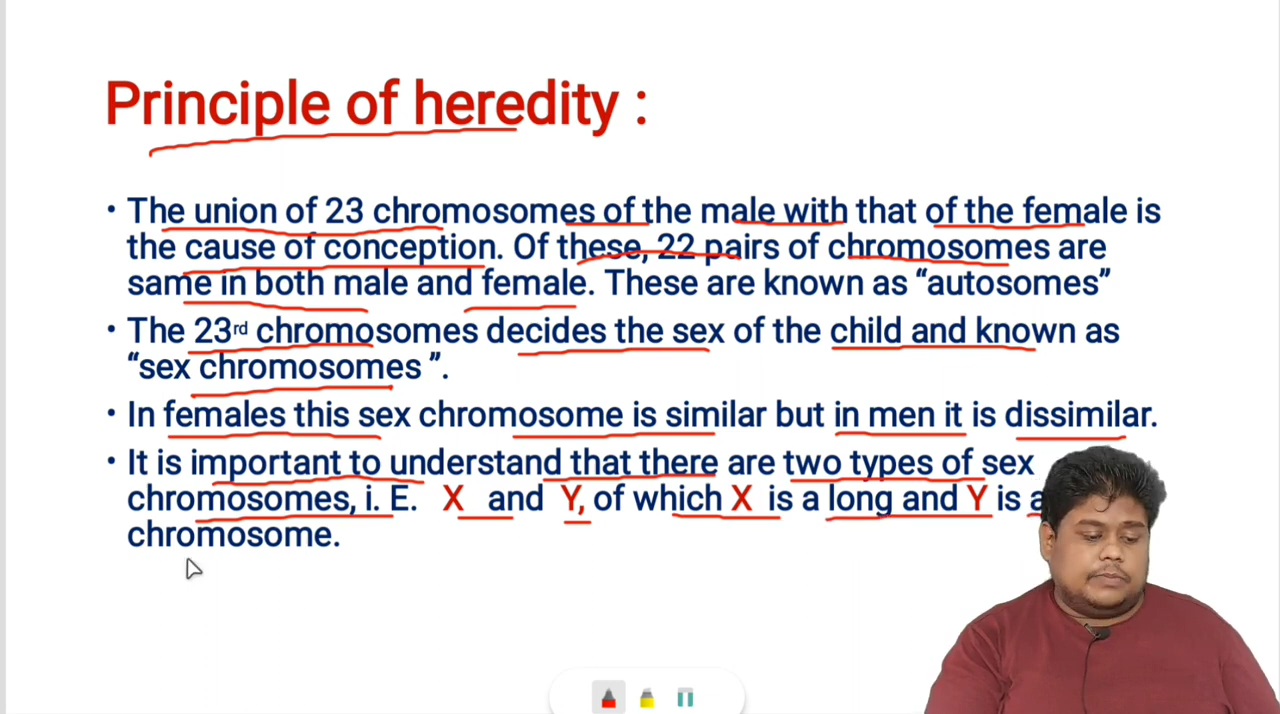 Principle of heredity :
• The union of 23 chromosomes of the male with that of the female is
the cause of conception. Of these, 22 pairs of chromosomes are
same in both male and female. These are known as “autosomes”
• The 23rd chromosomes decides the sex of the child and known as
“sex chromosomes ”.
• In females this sex chromosome is similar but in men it is dissimilar.
• It is important to understand that there are two types of sex
chromosomes, i. E. X and Y, of which X is a long and Y is a
chromosome.